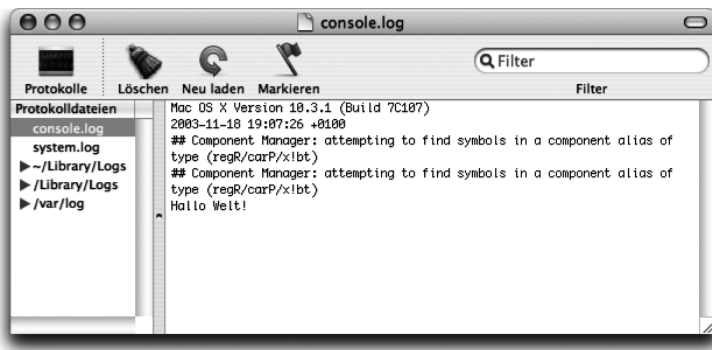 console.log
Filter
Protokolle Löschen Neu laden Markieren Filter
Protokolldateien
console.log
system.log
~/Library/Logs
/Library/Logs
/var/log
Mac OS X Version 10.3.1 (Build 7C107)
2003-11-18 19:07:26 +0100
## Component Manager: attempting to find symbols in a component alias of
type (regR/carP/x!bt)
## Component Manager: attempting to find symbols in a component alias of
type (regR/carP/x!bt)
Hallo Welt!